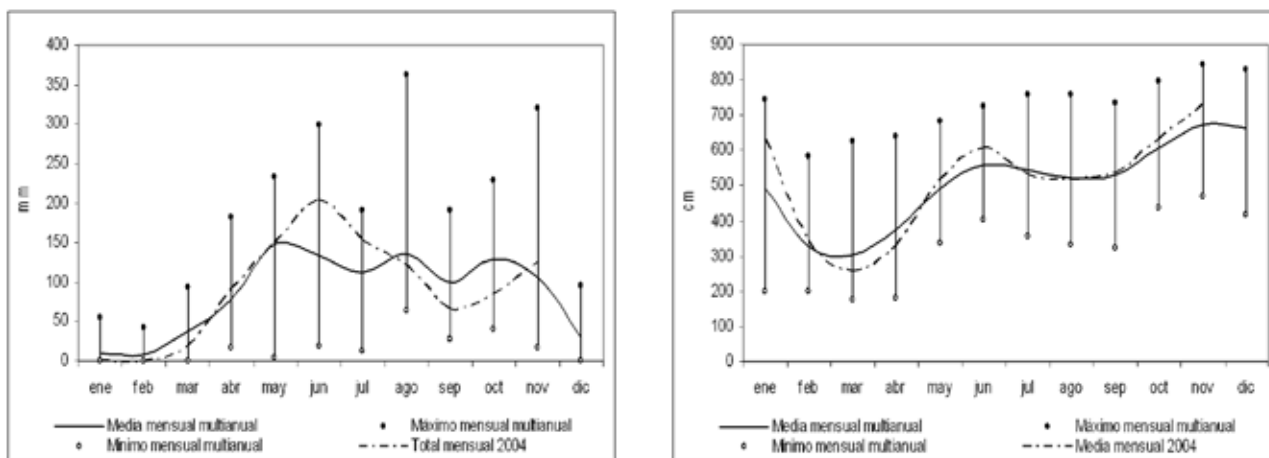 400
350
300
250
200
150
100
50
0
mm
ene feb mar abr may jun jul ago sep oct nov dic
Media mensual multianual
Máximo mensual multianual
Mínimo mensual multianual
Total mensual 2004
900
800
700
600
500
400
300
200
100
0
cm
ene feb mar abr may jun jul ago sep oct nov dic
Media mensual multianual
Máximo mensual multianual
Mínimo mensual multianual
Media mensual 2004